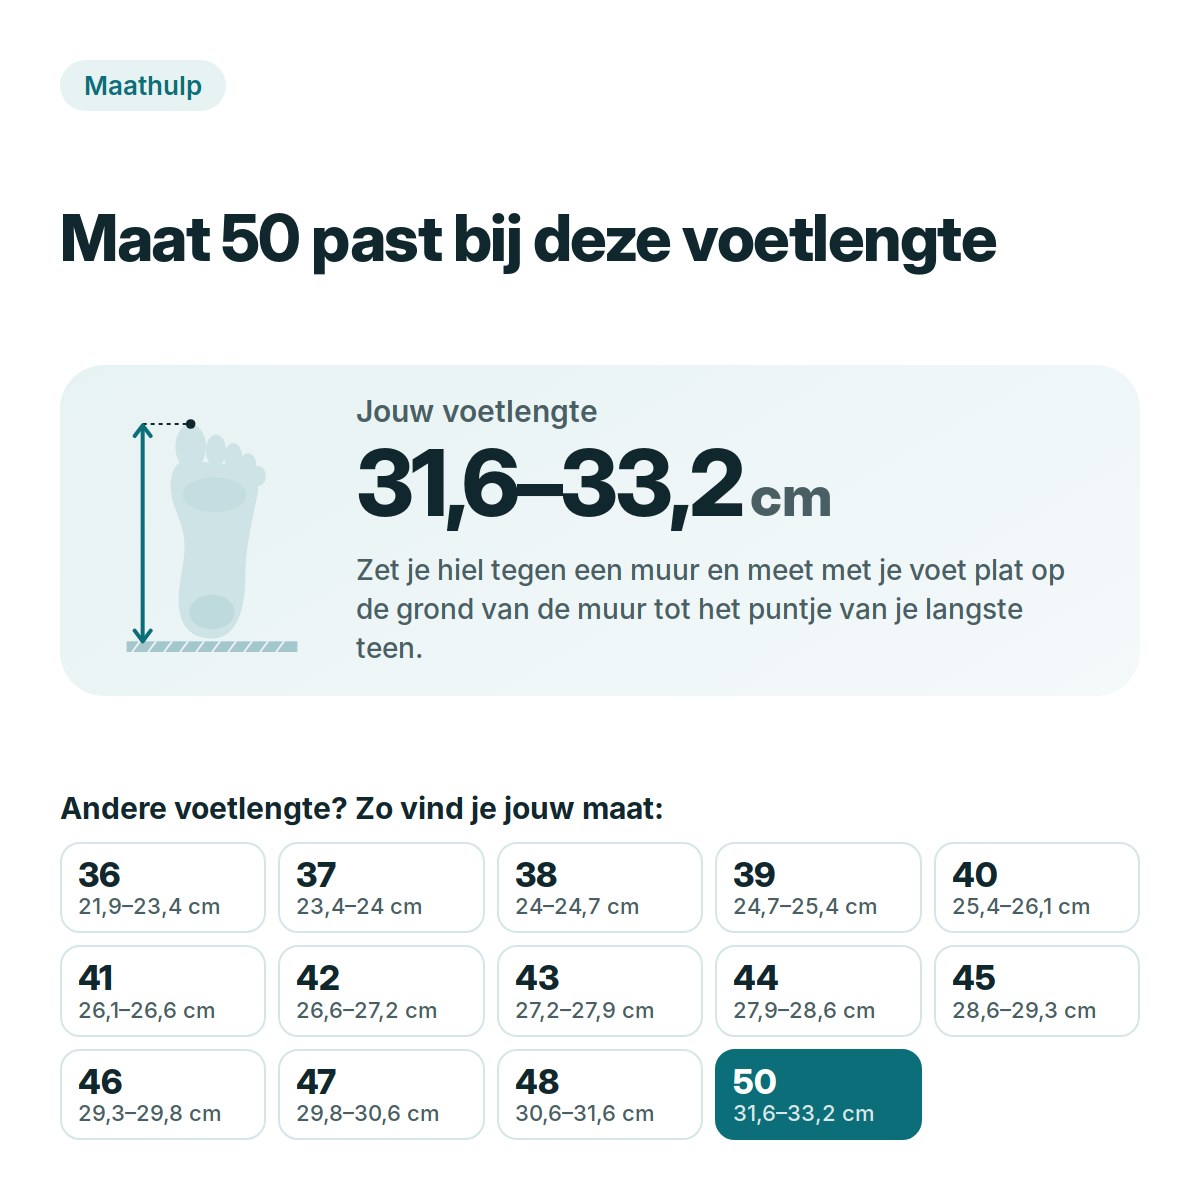 Maathulp
Maat 50 past bij deze voetlengte
Jouw voetlengte
31,6–33,2 cm
Zet je hiel tegen een muur en meet met je voet plat op
de grond van de muur tot het puntje van je langste
teen.
Andere voetlengte? Zo vind je jouw maat:
36
21,9–23,4 cm
37
23,4–24 cm
38
24–24,7 cm
39
24,7–25,4 cm
40
25,4–26,1 cm
41
26,1–26,6 cm
42
26,6–27,2 cm
43
27,2–27,9 cm
44
27,9–28,6 cm
45
28,6–29,3 cm
46
29,3–29,8 cm
47
29,8–30,6 cm
48
30,6–31,6 cm
50
31,6–33,2 cm